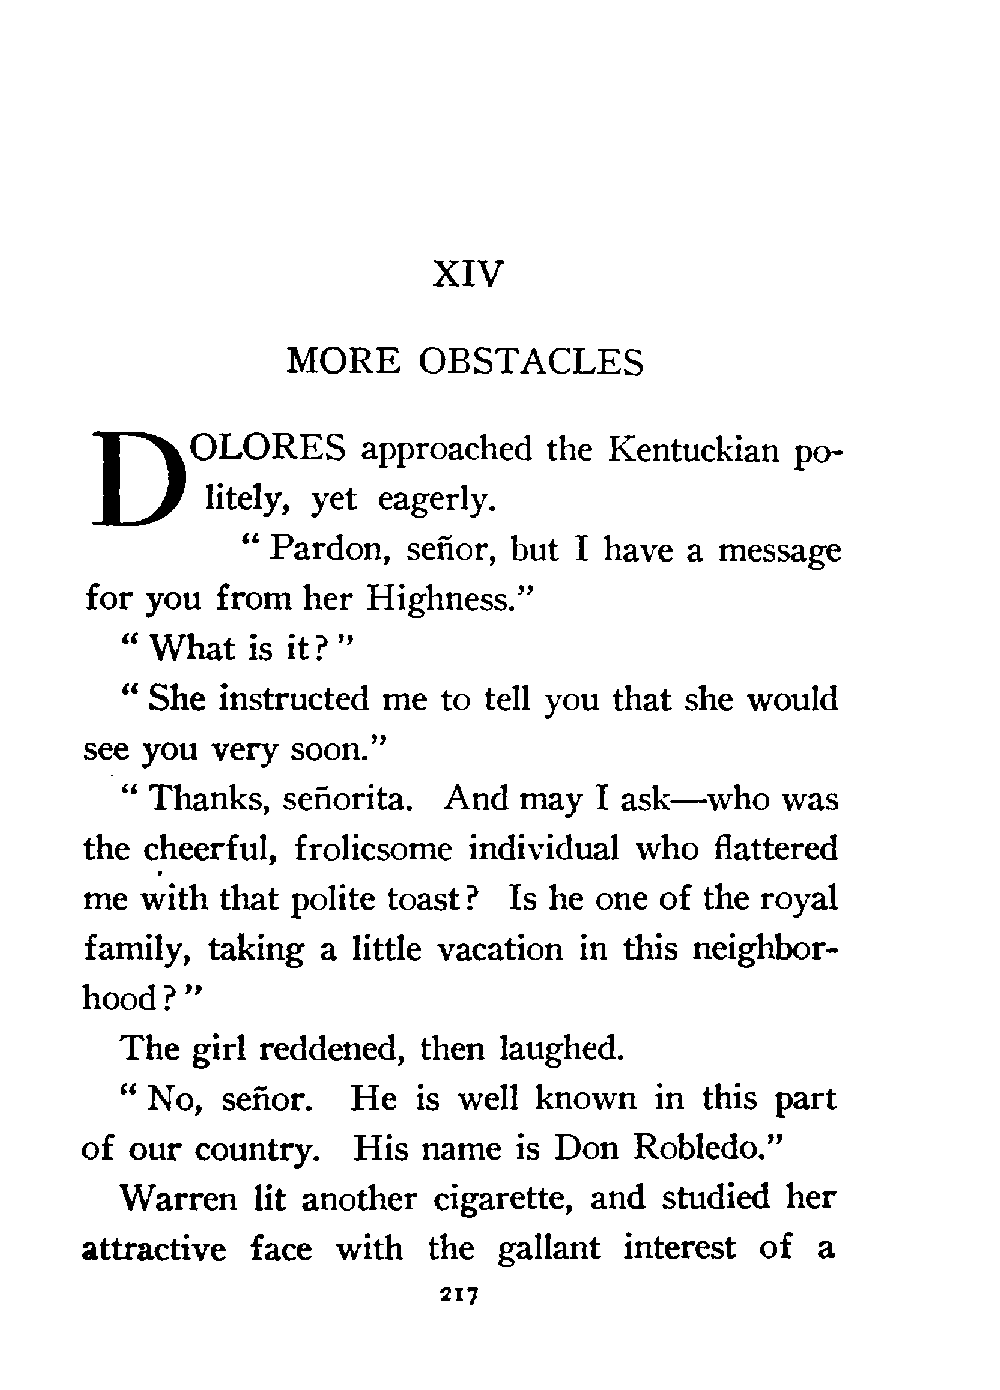 XIV
MORE OBSTACLES
DOLORES approached the Kentuckian po-
litely, yet eagerly.
“ Pardon, señor, but I have a message
for you from her Highness.”
“ What is it? ”
“ She instructed me to tell you that she would
see you very soon.”
“ Thanks, señorita. And may I ask—who was
the cheerful, frolicsome individual who flattered
me with that polite toast? Is he one of the royal
family, taking a little vacation in this neighbor-
hood? ”
The girl reddened, then laughed.
“ No, señor. He is well known in this part
of our country. His name is Don Robledo.”
Warren lit another cigarette, and studied her
attractive face with the gallant interest of a
217